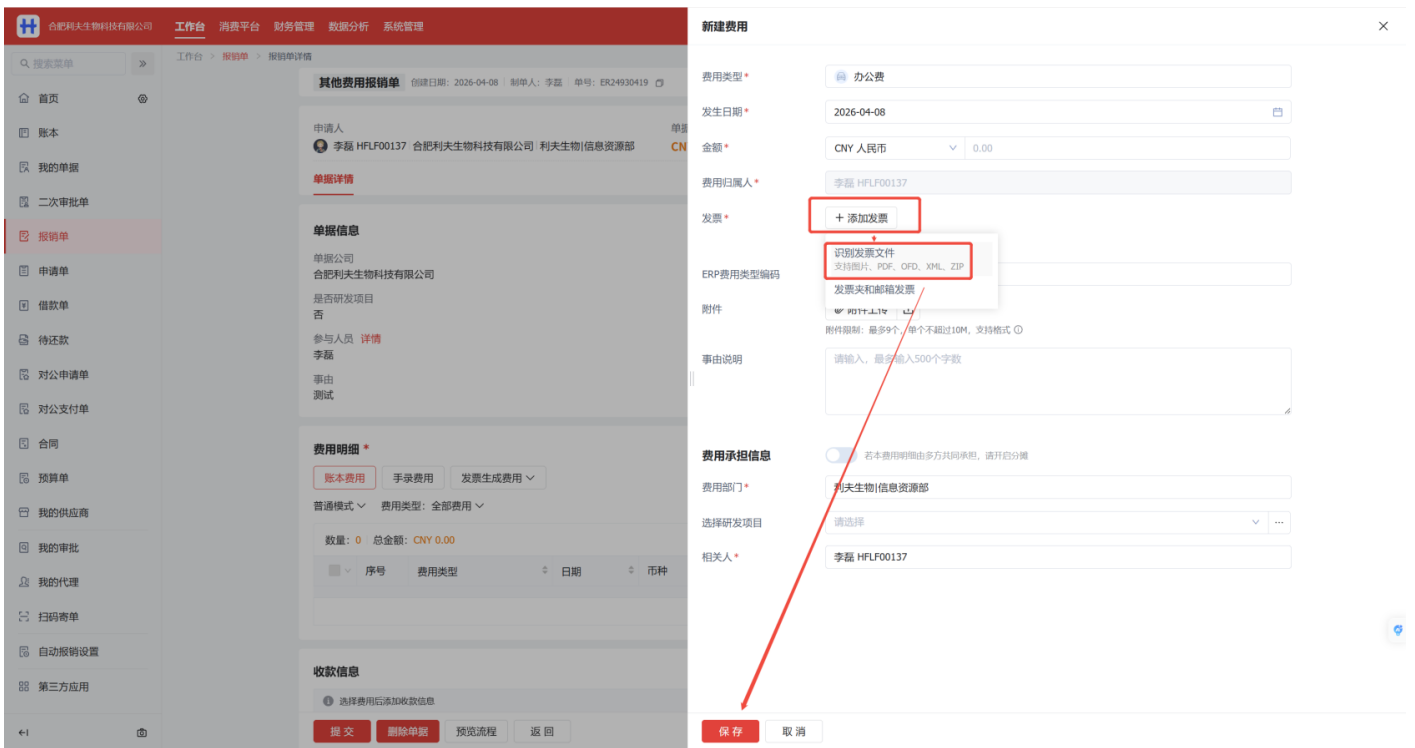 合肥利夫生物科技有限公司 工作台 消费平台 财务管理 数据分析 系统管理
搜索菜单
首页
账本
我的单据
二次审批单
报销单
申请单
借款单
待还款
对公申请单
对公支付单
合同
预算单
我的供应商
我的审批
我的代理
扫码寄单
自动报销设置
第三方应用
工作台 > 报销单 > 报销单详情
其他费用报销单 创建日期: 2026-04-08 制单人: 李磊 单号: ER24930419
申请人 单据
李磊 HFLF00137 合肥利夫生物科技有限公司 利夫生物|信息资源部 CN
单据详情
单据信息
单据公司
合肥利夫生物科技有限公司
是否研发项目
否
参与人员 详情
李磊
事由
测试
费用明细 *
账本费用 手录费用 发票生成费用
普通模式 费用类型: 全部费用
数量: 0 总金额: CNY 0.00
序号 费用类型 日期 币种
收款信息
选择费用后添加收款信息
提交 删除单据 预览流程 返回
新建费用
费用类型* 办公费
发生日期* 2026-04-08
金额* CNY 人民币 0.00
费用归属人* 李磊 HFLF00137
发票* + 添加发票
识别发票文件
支持图片、PDF、OFD、XML、ZIP
ERP费用类型编码
发票夹和邮箱发票
附件 附件上传
附件限制: 最多9个, 单个不超过10M, 支持格式
事由说明 请输入, 最多输入500个字数
费用承担信息 若本费用明细由多方共同承担, 请开启分摊
费用部门* 利夫生物|信息资源部
选择研发项目 请选择 ...
相关人* 李磊 HFLF00137
保存 取消